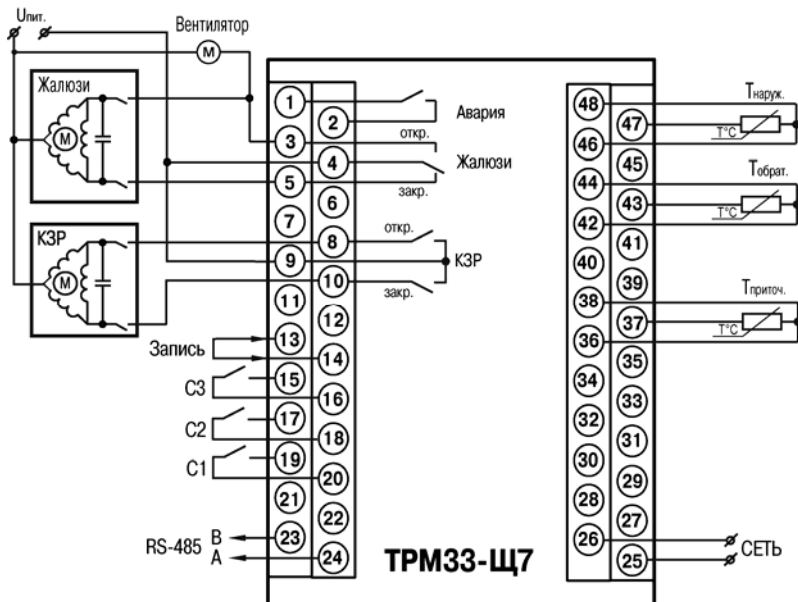 Uпит.
Вентилятор
М
Жалюзи
М
КЗР
М
Запись
С3
С2
С1
RS-485
В
А
1
2
3
4
5
6
7
8
9
10
11
12
13
14
15
16
17
18
19
20
21
22
23
24
Авария
откр.
Жалюзи
закр.
откр.
КЗР
закр.
ТРМ33-Щ7
48
47
46
45
44
43
42
41
40
39
38
37
36
35
34
33
32
31
30
29
28
27
26
25
Tнаруж.
T°C
Tобрат.
T°C
Tприточ.
T°C
СЕТЬ